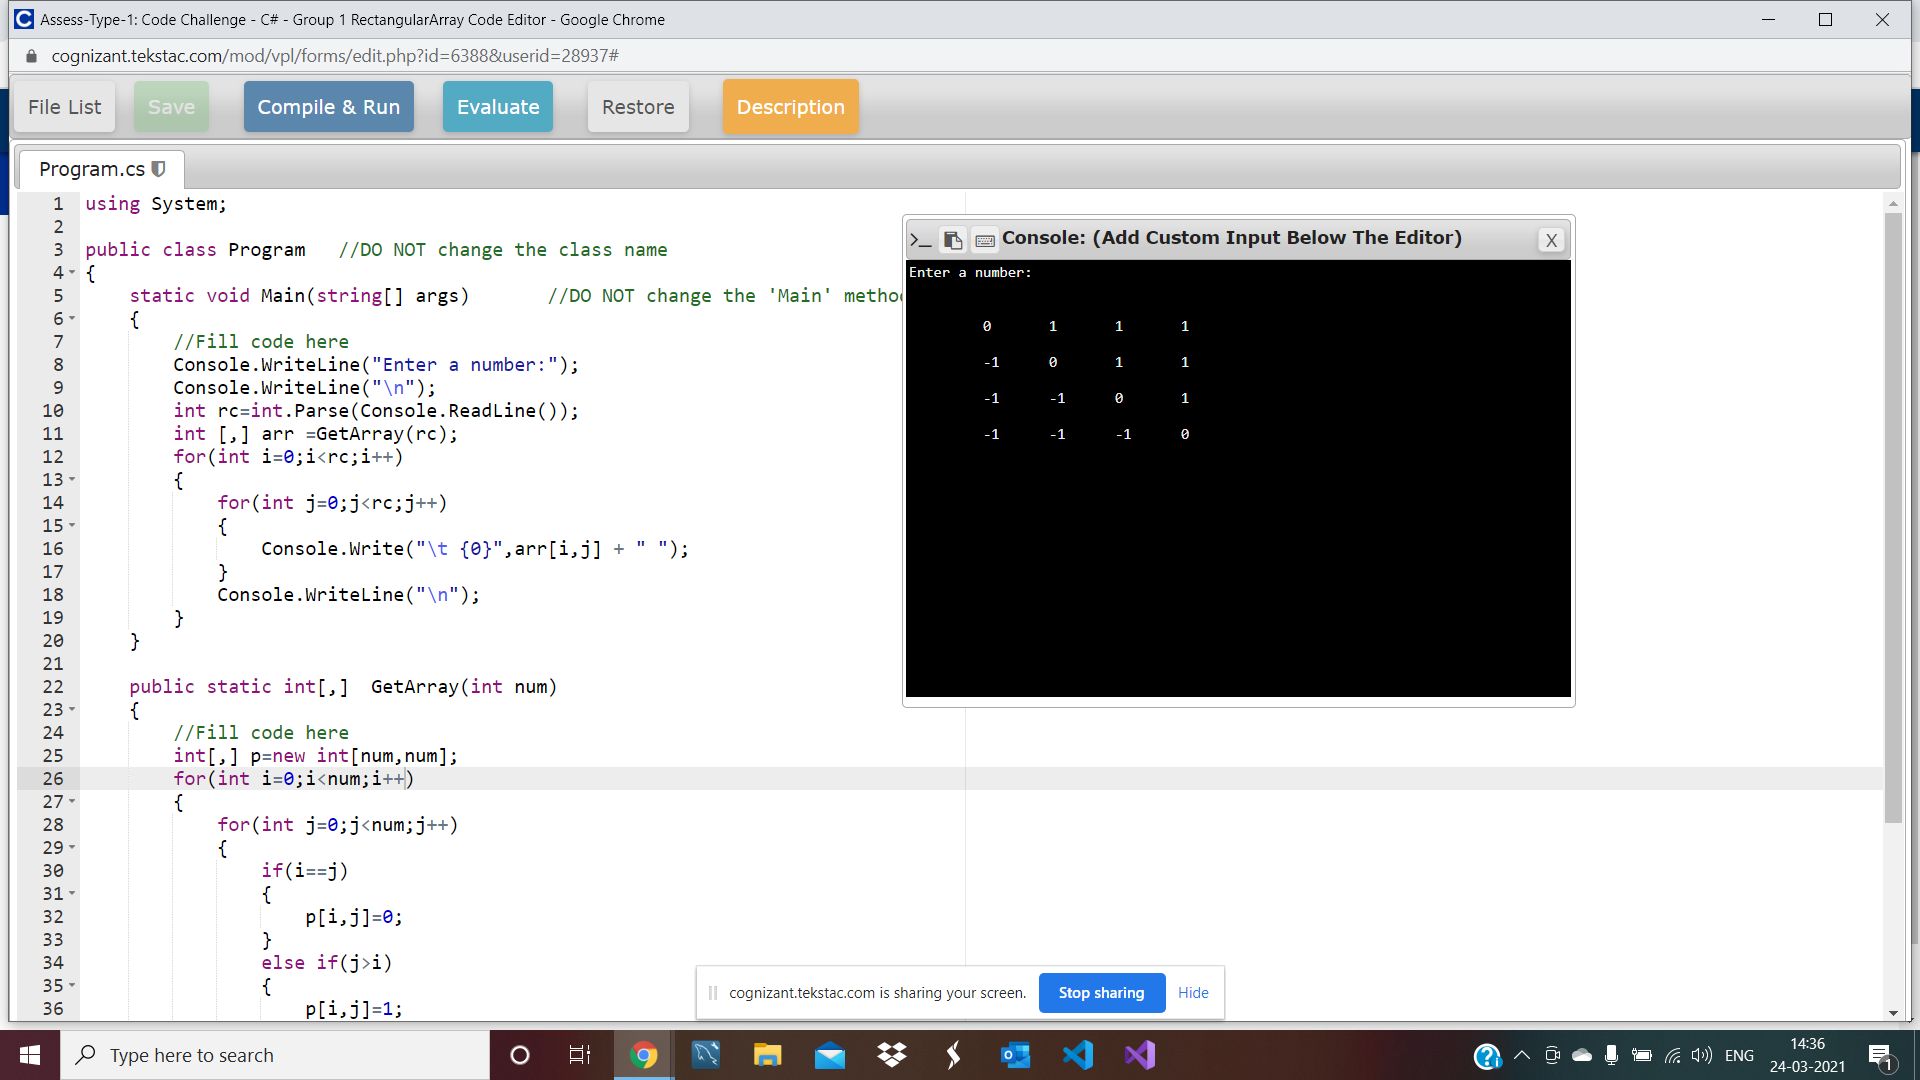 Assess-Type-1: Code Challenge - C# - Group 1 RectangularArray Code Editor - Google Chrome
cognizant.tekstac.com/mod/vpl/forms/edit.php?id=6388&userid=28937#
File List Save Compile & Run Evaluate Restore Description
Program.cs
1 using System;
2
3 public class Program //DO NOT change the class name
4 {
5 static void Main(string[] args) //DO NOT change the 'Main' metho
6 {
7 //Fill code here
8 Console.WriteLine("Enter a number:");
9 Console.WriteLine("\n");
10 int rc=int.Parse(Console.ReadLine());
11 int [,] arr =GetArray(rc);
12 for(int i=0;i<rc;i++)
13 {
14 for(int j=0;j<rc;j++)
15 {
16 Console.Write("\t {0}",arr[i,j] + " ");
17 }
18 Console.WriteLine("\n");
19 }
20 }
21
22 public static int[,] GetArray(int num)
23 {
24 //Fill code here
25 int[,] p=new int[num,num];
26 for(int i=0;i<num;i++)
27 {
28 for(int j=0;j<num;j++)
29 {
30 if(i==j)
31 {
32 p[i,j]=0;
33 }
34 else if(j>i)
35 {
36 p[i,j]=1;
>_ Console: (Add Custom Input Below The Editor) X
Enter a number:
0 1 1 1
-1 0 1 1
-1 -1 0 1
-1 -1 -1 0
cognizant.tekstac.com is sharing your screen. Stop sharing Hide
Type here to search
ENG
14:36
24-03-2021
1